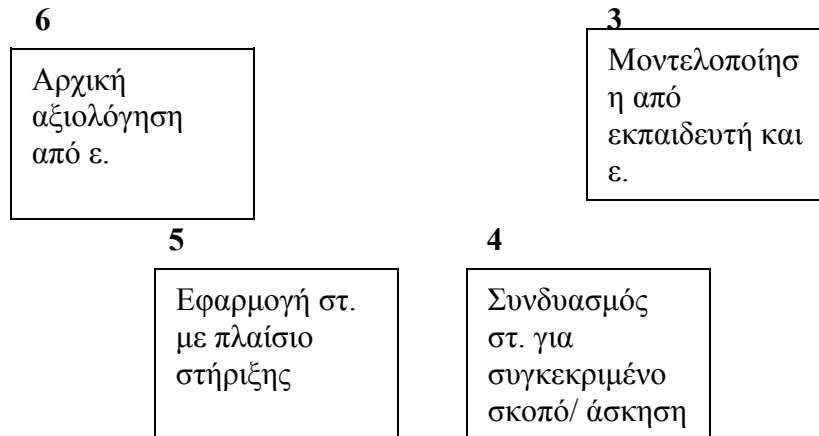 6
Αρχική
αξιολόγηση
από ε.
3
Μοντελοποίησ
η από
εκπαιδευτή και
ε.
5
Εφαρμογή στ.
με πλαίσιο
στήριξης
4
Συνδυασμός
στ. για
συγκεκριμένο
σκοπό/ άσκηση